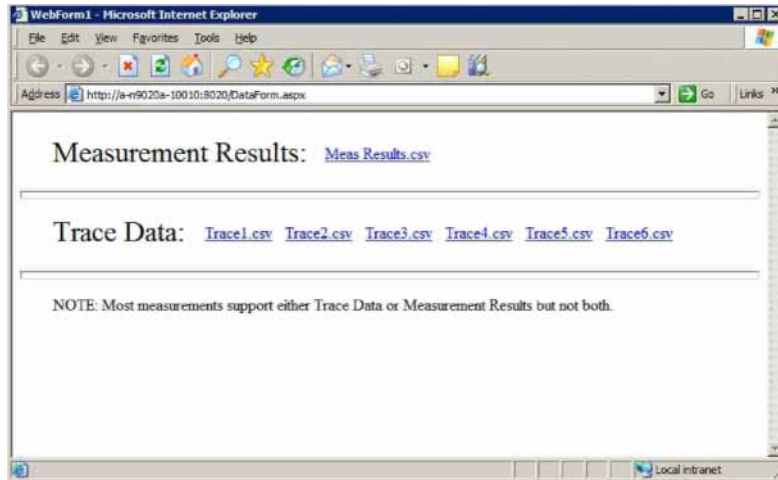 WebForm1 - Microsoft Internet Explorer
File Edit View Favorites Tools Help
Address http://a-n9020a-10010:8020/DataForm.aspx Go Links »
Measurement Results: Meas Results.csv
Trace Data: Trace1.csv Trace2.csv Trace3.csv Trace4.csv Trace5.csv Trace6.csv
NOTE: Most measurements support either Trace Data or Measurement Results but not both.
Local intranet